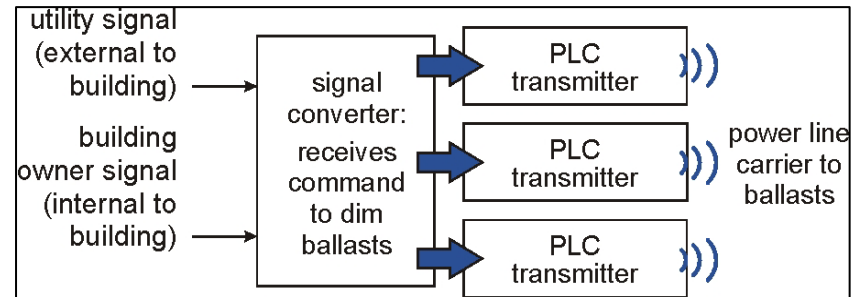 utility signal
(external to
building)
building
owner signal
(internal to
building)
signal
converter:
receives
command
to dim
ballasts
PLC
transmitter
PLC
transmitter
PLC
transmitter
power line
carrier to
ballasts